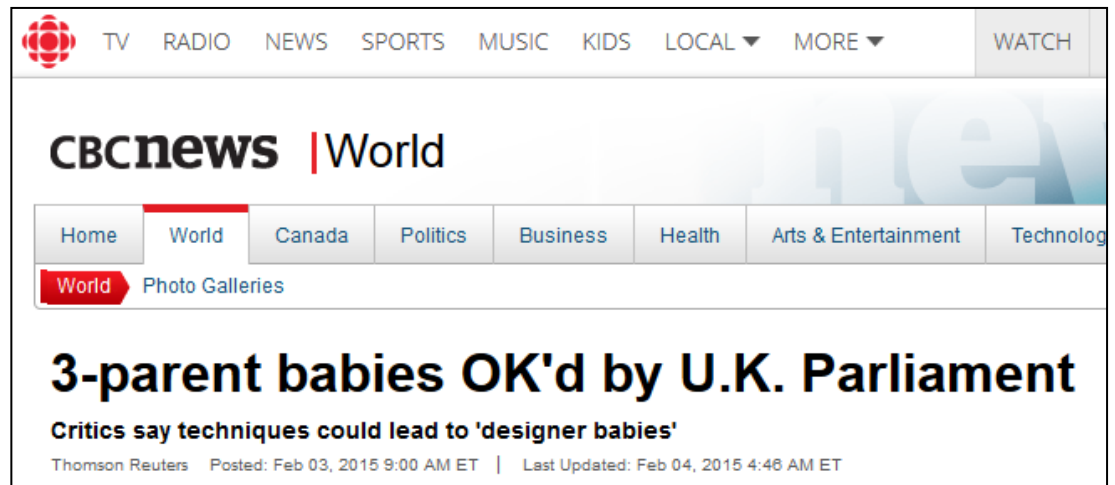 TV RADIO NEWS SPORTS MUSIC KIDS LOCAL MORE WATCH
CBCnews | World
Home World Canada Politics Business Health Arts & Entertainment Technolog
World Photo Galleries
3-parent babies OK'd by U.K. Parliament
Critics say techniques could lead to 'designer babies'
Thomson Reuters Posted: Feb 03, 2015 9:00 AM ET | Last Updated: Feb 04, 2015 4:46 AM ET